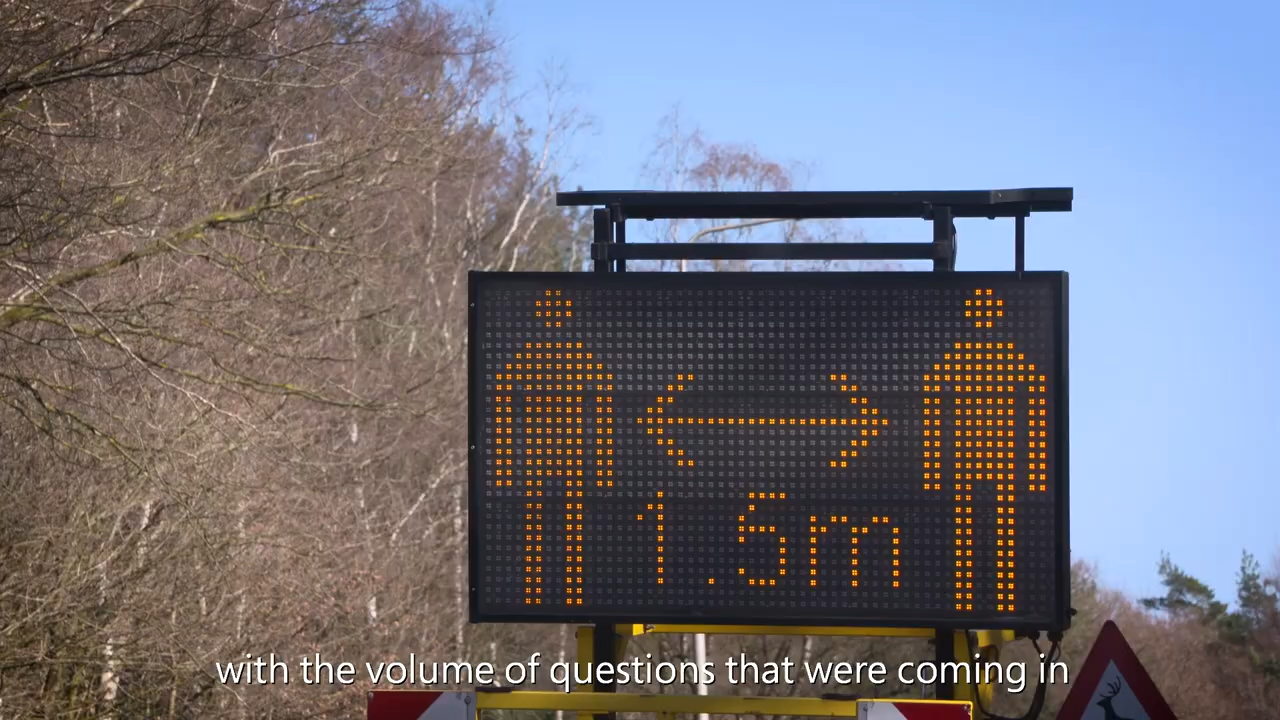 1.5m
with the volume of questions that were coming in